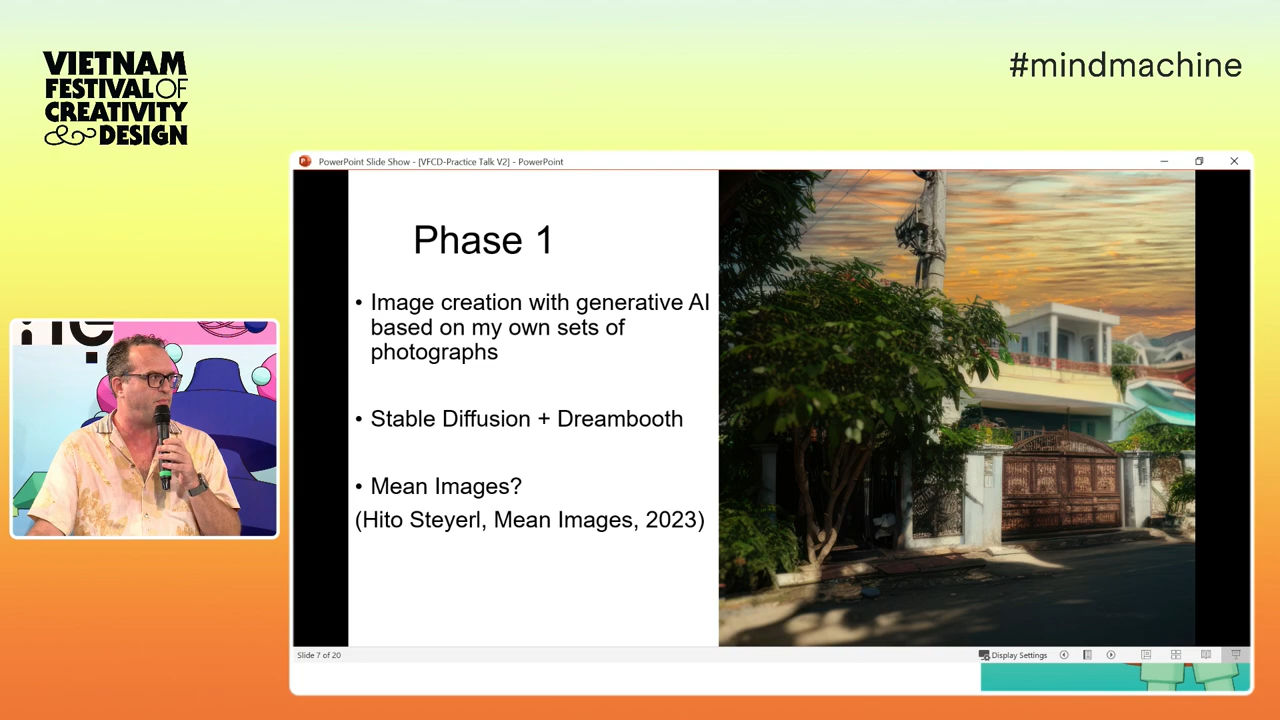 VIETNAM
FESTIVAL OF
CREATIVITY
& DESIGN
#mindmachine
PowerPoint Slide Show - [VFCD-Practice Talk V2] - PowerPoint
Phase 1
• Image creation with generative AI
based on my own sets of
photographs
• Stable Diffusion + Dreambooth
• Mean Images?
(Hito Steyerl, Mean Images, 2023)
Slide 7 of 20
Display Settings